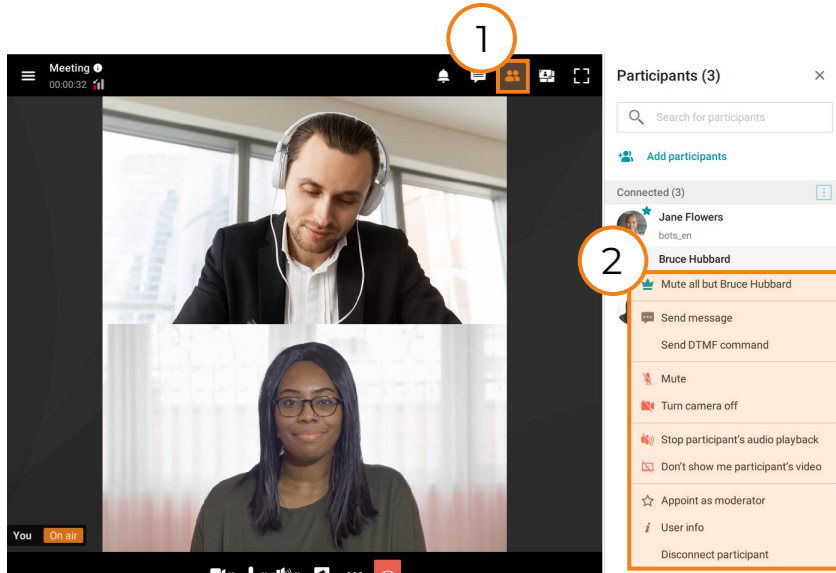 1
Meeting
00:00:32
Participants (3)
Search for participants
Add participants
Connected (3)
Jane Flowers
bots_en
Bruce Hubbard
2
Mute all but Bruce Hubbard
Send message
Send DTMF command
Mute
Turn camera off
Stop participant's audio playback
Don't show me participant's video
Appoint as moderator
User info
Disconnect participant
You On air